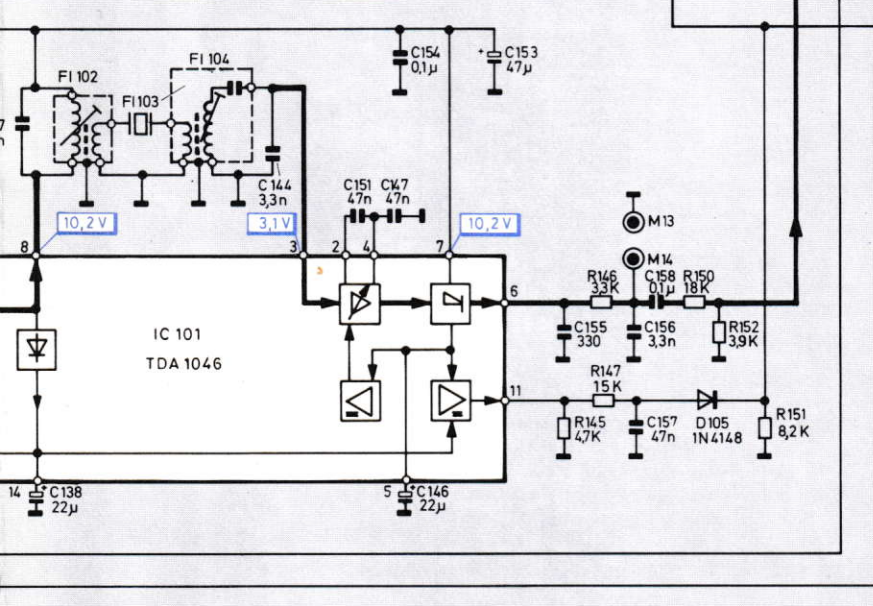 FI 104
FI 102
FI 103
C154
0,1µ
+ C153
47µ
7
n
C 144
3,3n
C151
47n
C147
47n
10,2 V
3,1 V
10,2 V
8
3
2
4
7
M13
M14
R146
3,3K
C158
0,1µ
R150
18K
6
C155
330
C156
3,3n
R152
3,9K
IC 101
TDA 1046
R147
15K
11
R145
4,7K
C157
47n
D105
1N4148
R151
8,2K
14
+ C138
22µ
5
+ C146
22µ